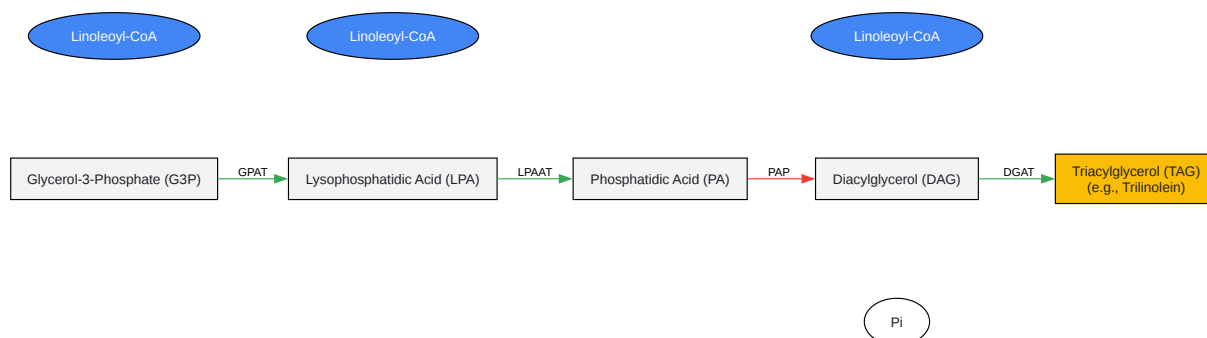 Linoleoyl-CoA
Linoleoyl-CoA
Linoleoyl-CoA
Glycerol-3-Phosphate (G3P)
GPAT
Lysophosphatidic Acid (LPA)
LPAAT
Phosphatidic Acid (PA)
PAP
Diacylglycerol (DAG)
DGAT
Triacylglycerol (TAG)
(e.g., Trilinolein)
Pi